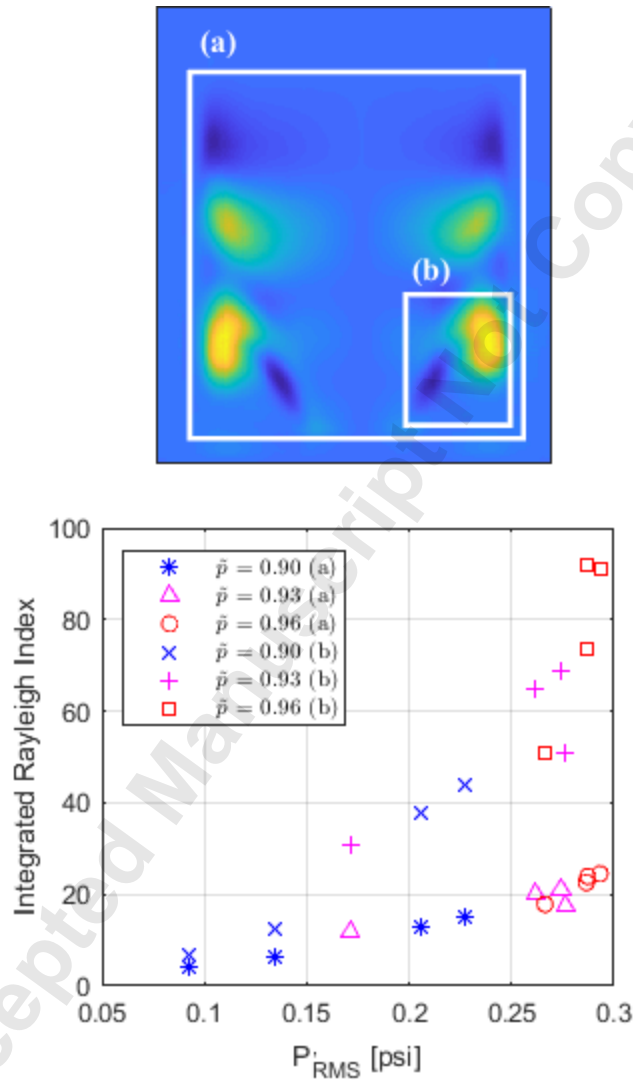 (a)
(b)
Accepted Manuscript Not Cop
100
80
60
40
20
0
Integrated Rayleigh Index
p̃ = 0.90 (a)
p̃ = 0.93 (a)
p̃ = 0.96 (a)
p̃ = 0.90 (b)
p̃ = 0.93 (b)
p̃ = 0.96 (b)
0.05 0.1 0.15 0.2 0.25 0.3
P'RMS [psi]